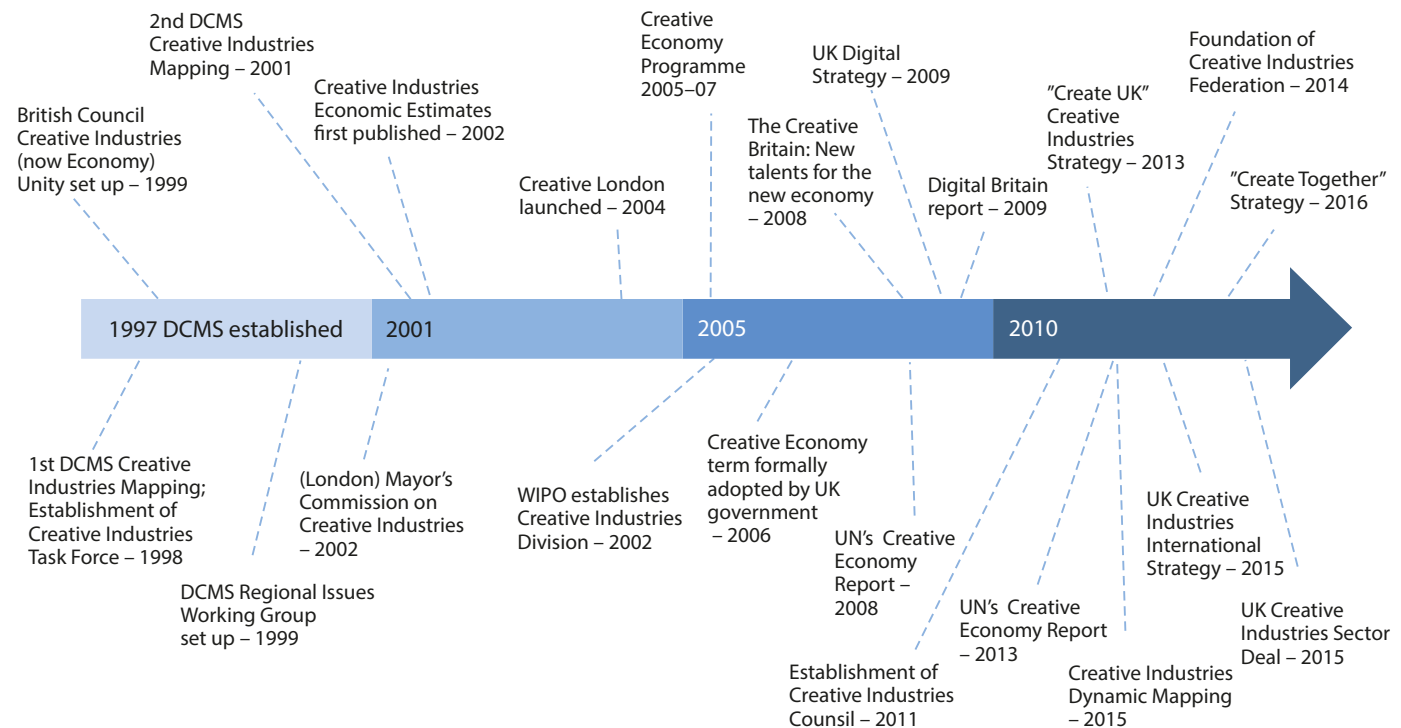 2nd DCMS
Creative Industries
Mapping – 2001
British Council
Creative Industries
(now Economy)
Unity set up – 1999
Creative Industries
Economic Estimates
first published – 2002
Creative London
launched – 2004
Creative
Economy
Programme
2005–07
The Creative
Britain: New
talents for the
new economy
– 2008
UK Digital
Strategy – 2009
Digital Britain
report – 2009
"Create UK"
Creative
Industries
Strategy – 2013
Foundation of
Creative Industries
Federation – 2014
"Create Together"
Strategy – 2016
1997 DCMS established
2001
2005
2010
1st DCMS Creative
Industries Mapping;
Establishment of
Creative Industries
Task Force – 1998
DCMS Regional Issues
Working Group
set up – 1999
(London) Mayor's
Commission on
Creative Industries
– 2002
WIPO establishes
Creative Industries
Division – 2002
Creative Economy
term formally
adopted by UK
government
– 2006
UN's Creative
Economy
Report –
2008
Establishment of
Creative Industries
Counsil – 2011
UN's Creative
Economy Report
– 2013
Creative Industries
Dynamic Mapping
– 2015
UK Creative
Industries
International
Strategy – 2015
UK Creative
Industries Sector
Deal – 2015